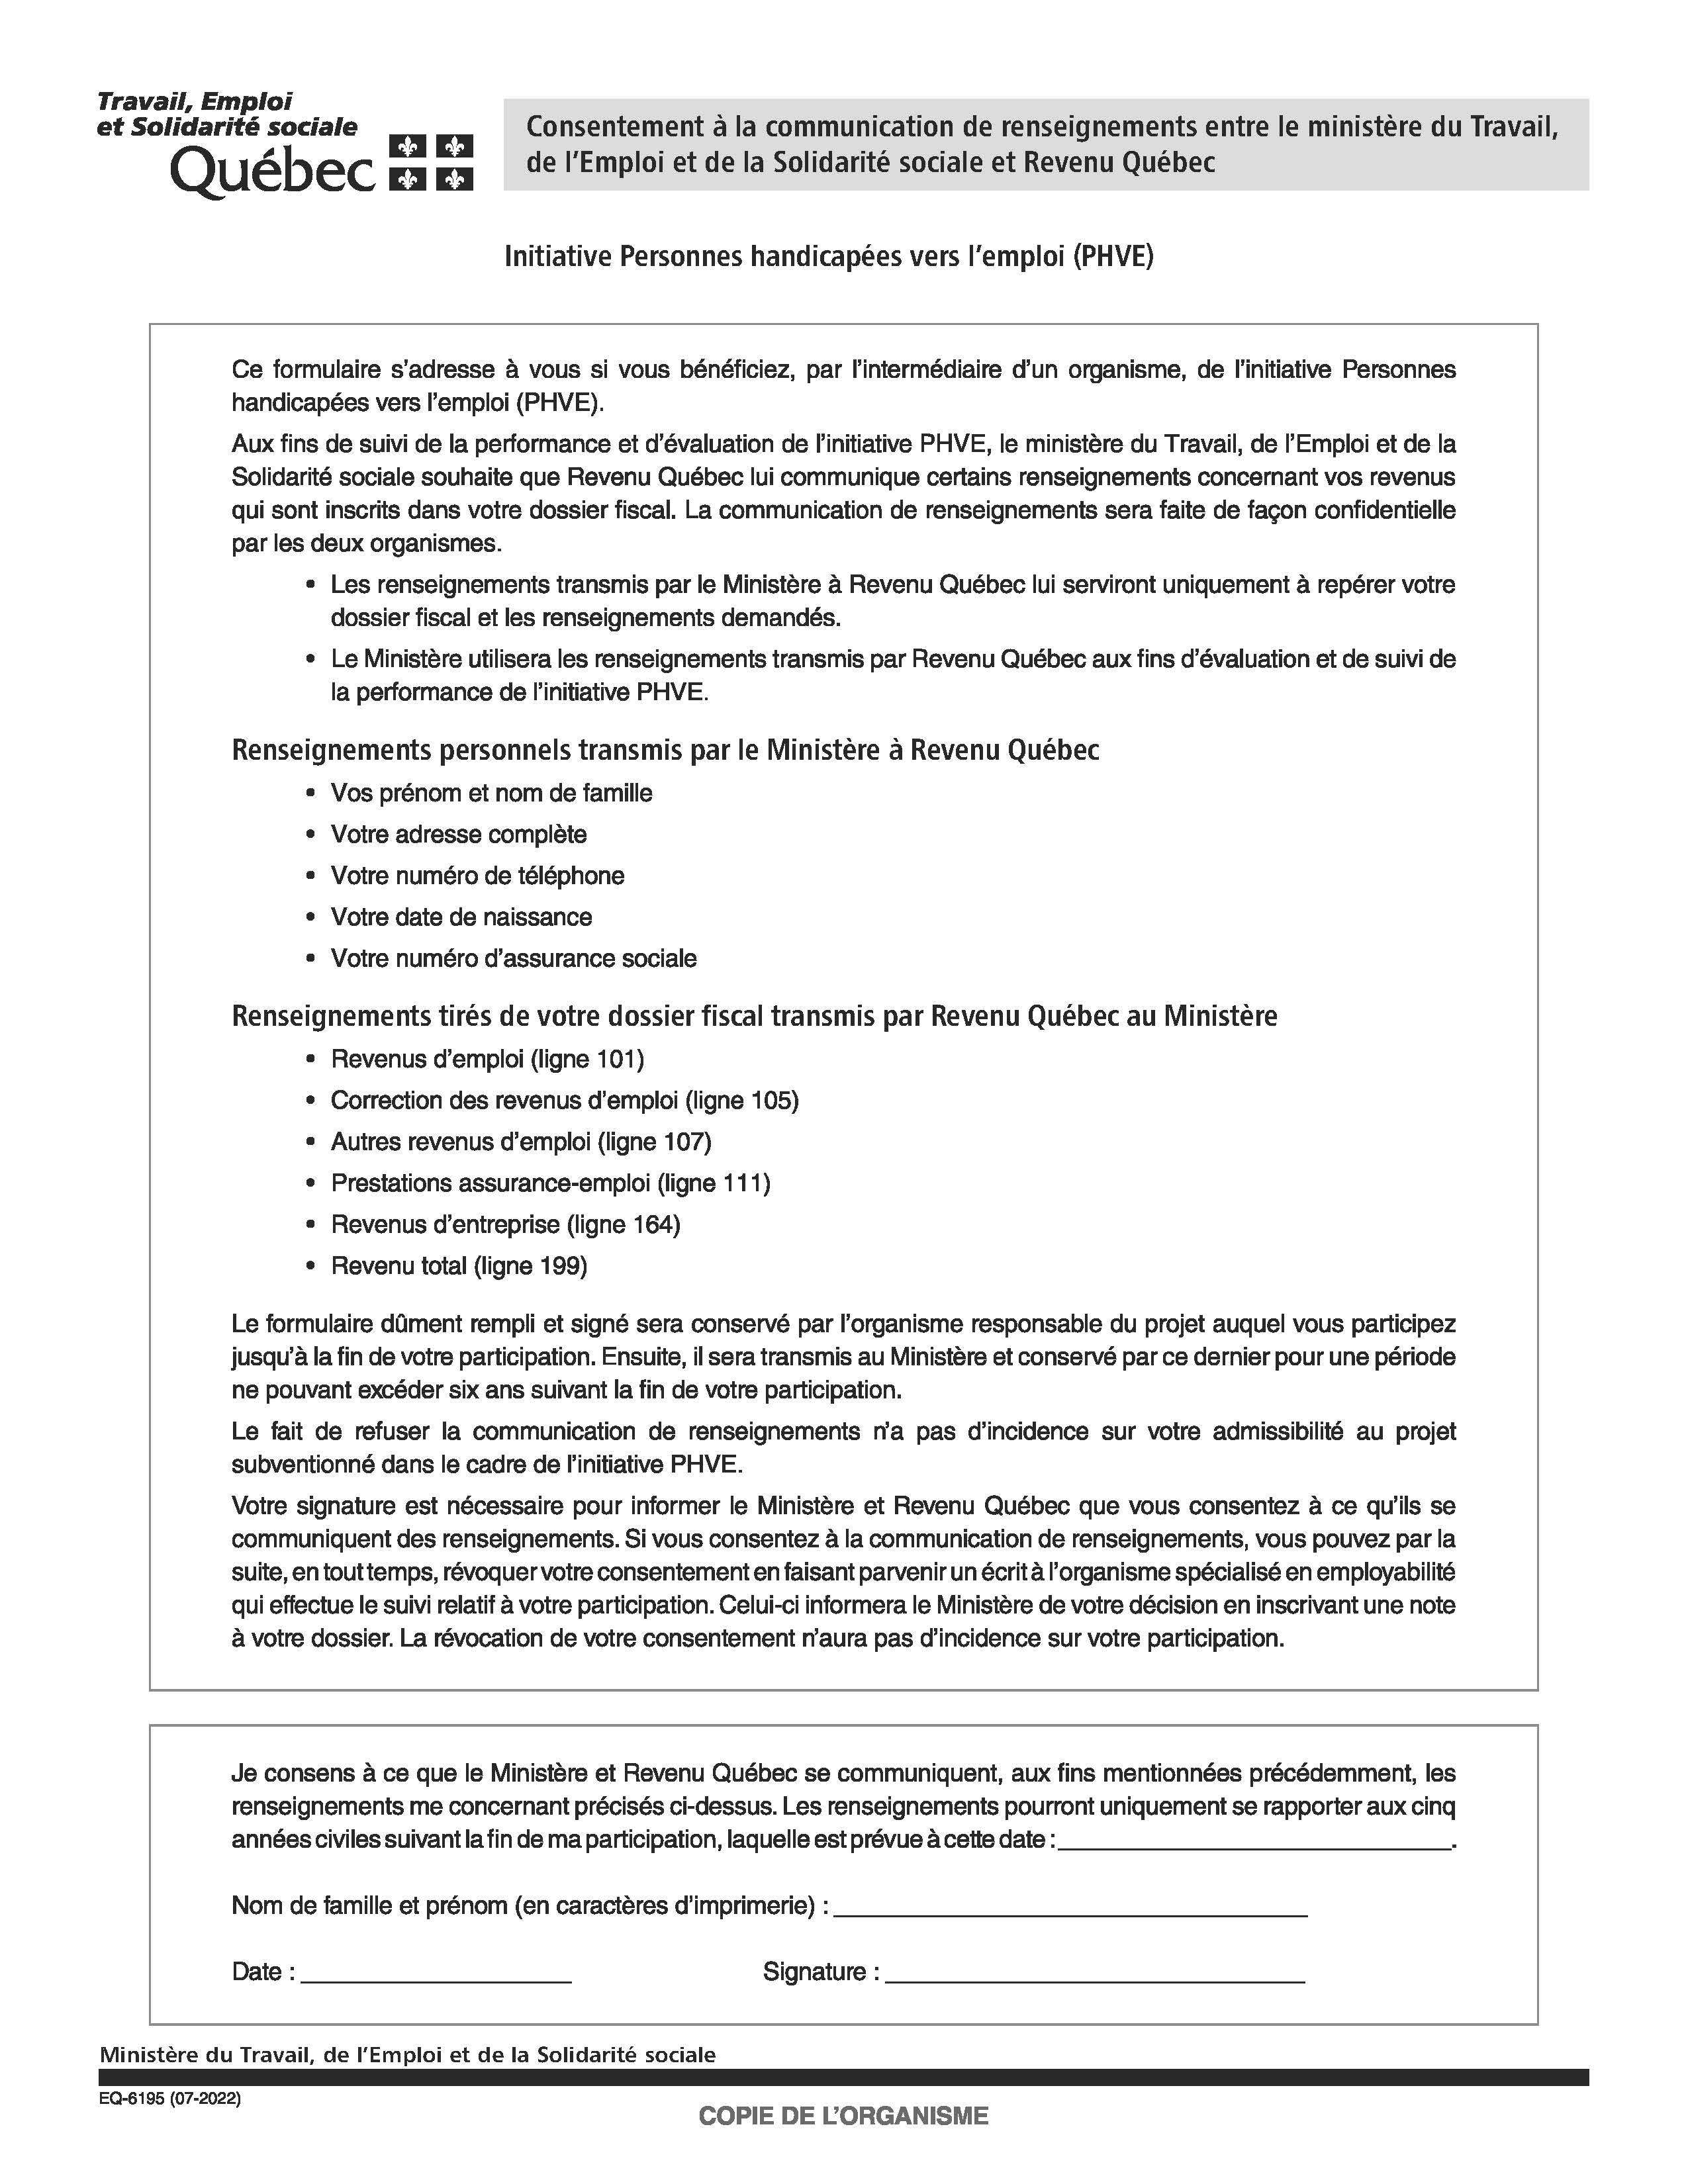 Travail, Emploi
et Solidarité sociale
Québec
Consentement à la communication de renseignements entre le ministère du Travail,
de l'Emploi et de la Solidarité sociale et Revenu Québec
Initiative Personnes handicapées vers l'emploi (PHVE)
Ce formulaire s'adresse à vous si vous bénéficiez, par l'intermédiaire d'un organisme, de l'initiative Personnes
handicapées vers l'emploi (PHVE).
Aux fins de suivi de la performance et d'évaluation de l'initiative PHVE, le ministère du Travail, de l'Emploi et de la
Solidarité sociale souhaite que Revenu Québec lui communique certains renseignements concernant vos revenus
qui sont inscrits dans votre dossier fiscal. La communication de renseignements sera faite de façon confidentielle
par les deux organismes.
• Les renseignements transmis par le Ministère à Revenu Québec lui serviront uniquement à repérer votre
dossier fiscal et les renseignements demandés.
• Le Ministère utilisera les renseignements transmis par Revenu Québec aux fins d'évaluation et de suivi de
la performance de l'initiative PHVE.
Renseignements personnels transmis par le Ministère à Revenu Québec
• Vos prénom et nom de famille
• Votre adresse complète
• Votre numéro de téléphone
• Votre date de naissance
• Votre numéro d'assurance sociale
Renseignements tirés de votre dossier fiscal transmis par Revenu Québec au Ministère
• Revenus d'emploi (ligne 101)
• Correction des revenus d'emploi (ligne 105)
• Autres revenus d'emploi (ligne 107)
• Prestations assurance-emploi (ligne 111)
• Revenus d'entreprise (ligne 164)
• Revenu total (ligne 199)
Le formulaire dûment rempli et signé sera conservé par l'organisme responsable du projet auquel vous participez
jusqu'à la fin de votre participation. Ensuite, il sera transmis au Ministère et conservé par ce dernier pour une période
ne pouvant excéder six ans suivant la fin de votre participation.
Le fait de refuser la communication de renseignements n'a pas d'incidence sur votre admissibilité au projet
subventionné dans le cadre de l'initiative PHVE.
Votre signature est nécessaire pour informer le Ministère et Revenu Québec que vous consentez à ce qu'ils se
communiquent des renseignements. Si vous consentez à la communication de renseignements, vous pouvez par la
suite, en tout temps, révoquer votre consentement en faisant parvenir un écrit à l'organisme spécialisé en employabilité
qui effectue le suivi relatif à votre participation. Celui-ci informera le Ministère de votre décision en inscrivant une note
à votre dossier. La révocation de votre consentement n'aura pas d'incidence sur votre participation.
Je consens à ce que le Ministère et Revenu Québec se communiquent, aux fins mentionnées précédemment, les
renseignements me concernant précisés ci-dessus. Les renseignements pourront uniquement se rapporter aux cinq
années civiles suivant la fin de ma participation, laquelle est prévue à cette date : ______________________________.
Nom de famille et prénom (en caractères d'imprimerie) : ____________________________________
Date : ____________________ Signature : ________________________________
Ministère du Travail, de l'Emploi et de la Solidarité sociale
EQ-6195 (07-2022)
COPIE DE L'ORGANISME